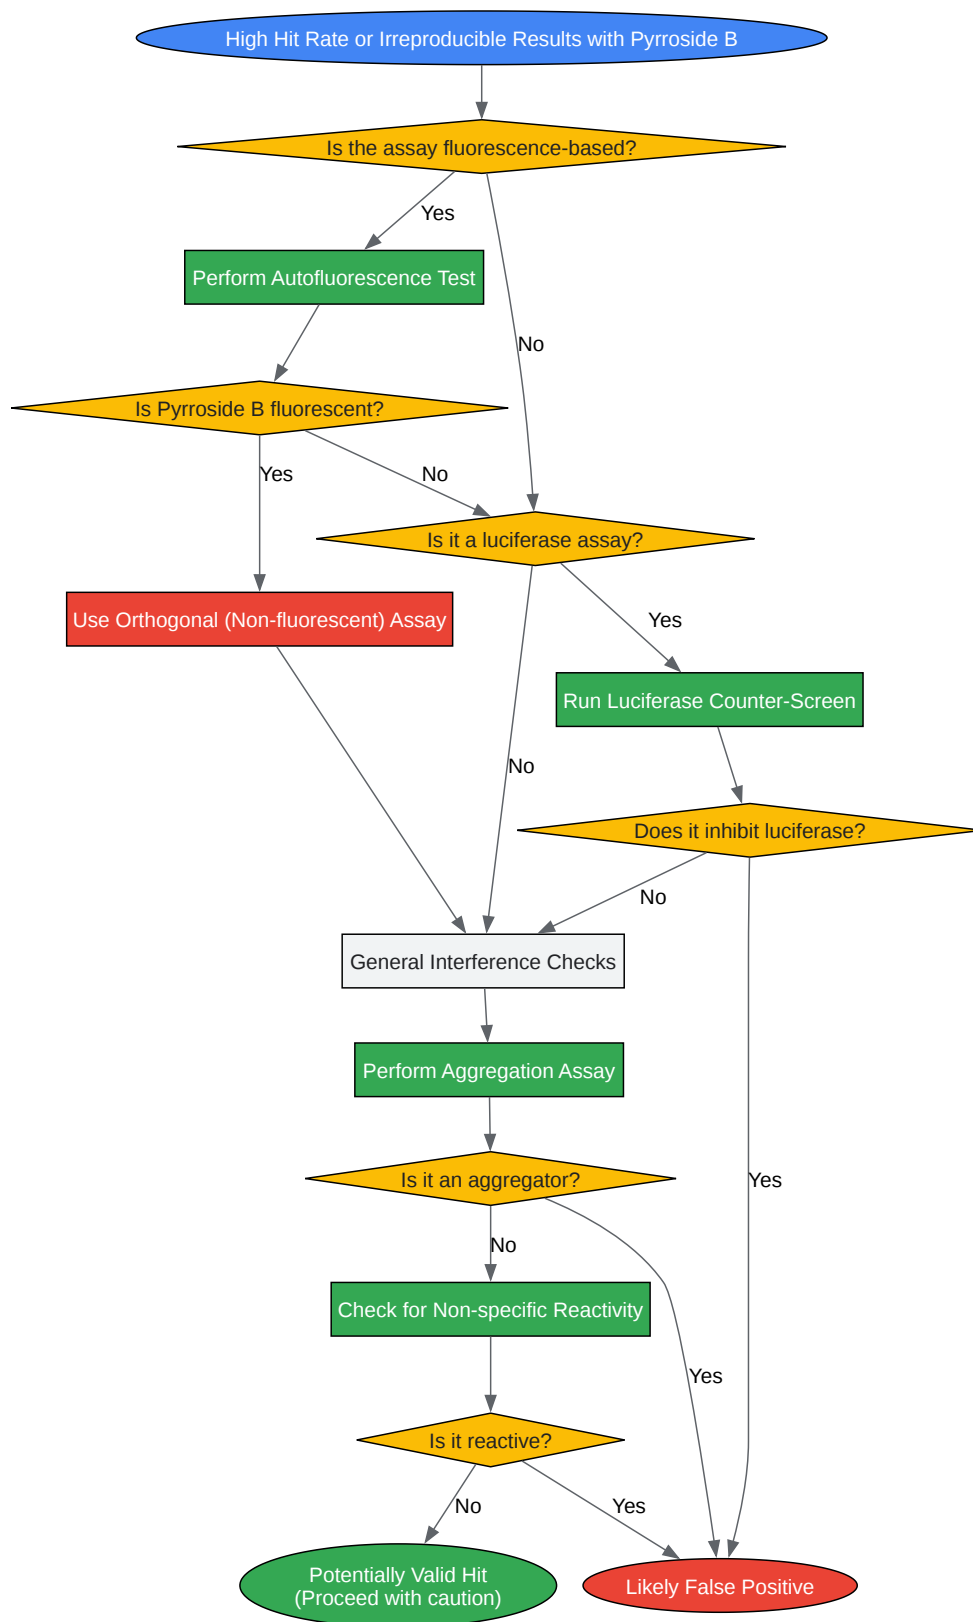 High Hit Rate or Irreproducible Results with Pyrroside B
Is the assay fluorescence-based?
Yes
Perform Autofluorescence Test
No
Is Pyrroside B fluorescent?
Yes
No
Is it a luciferase assay?
Use Orthogonal (Non-fluorescent) Assay
Yes
Run Luciferase Counter-Screen
No
Does it inhibit luciferase?
No
General Interference Checks
Perform Aggregation Assay
Is it an aggregator?
Yes
No
Check for Non-specific Reactivity
Yes
Is it reactive?
No
Yes
Potentially Valid Hit
(Proceed with caution)
Likely False Positive